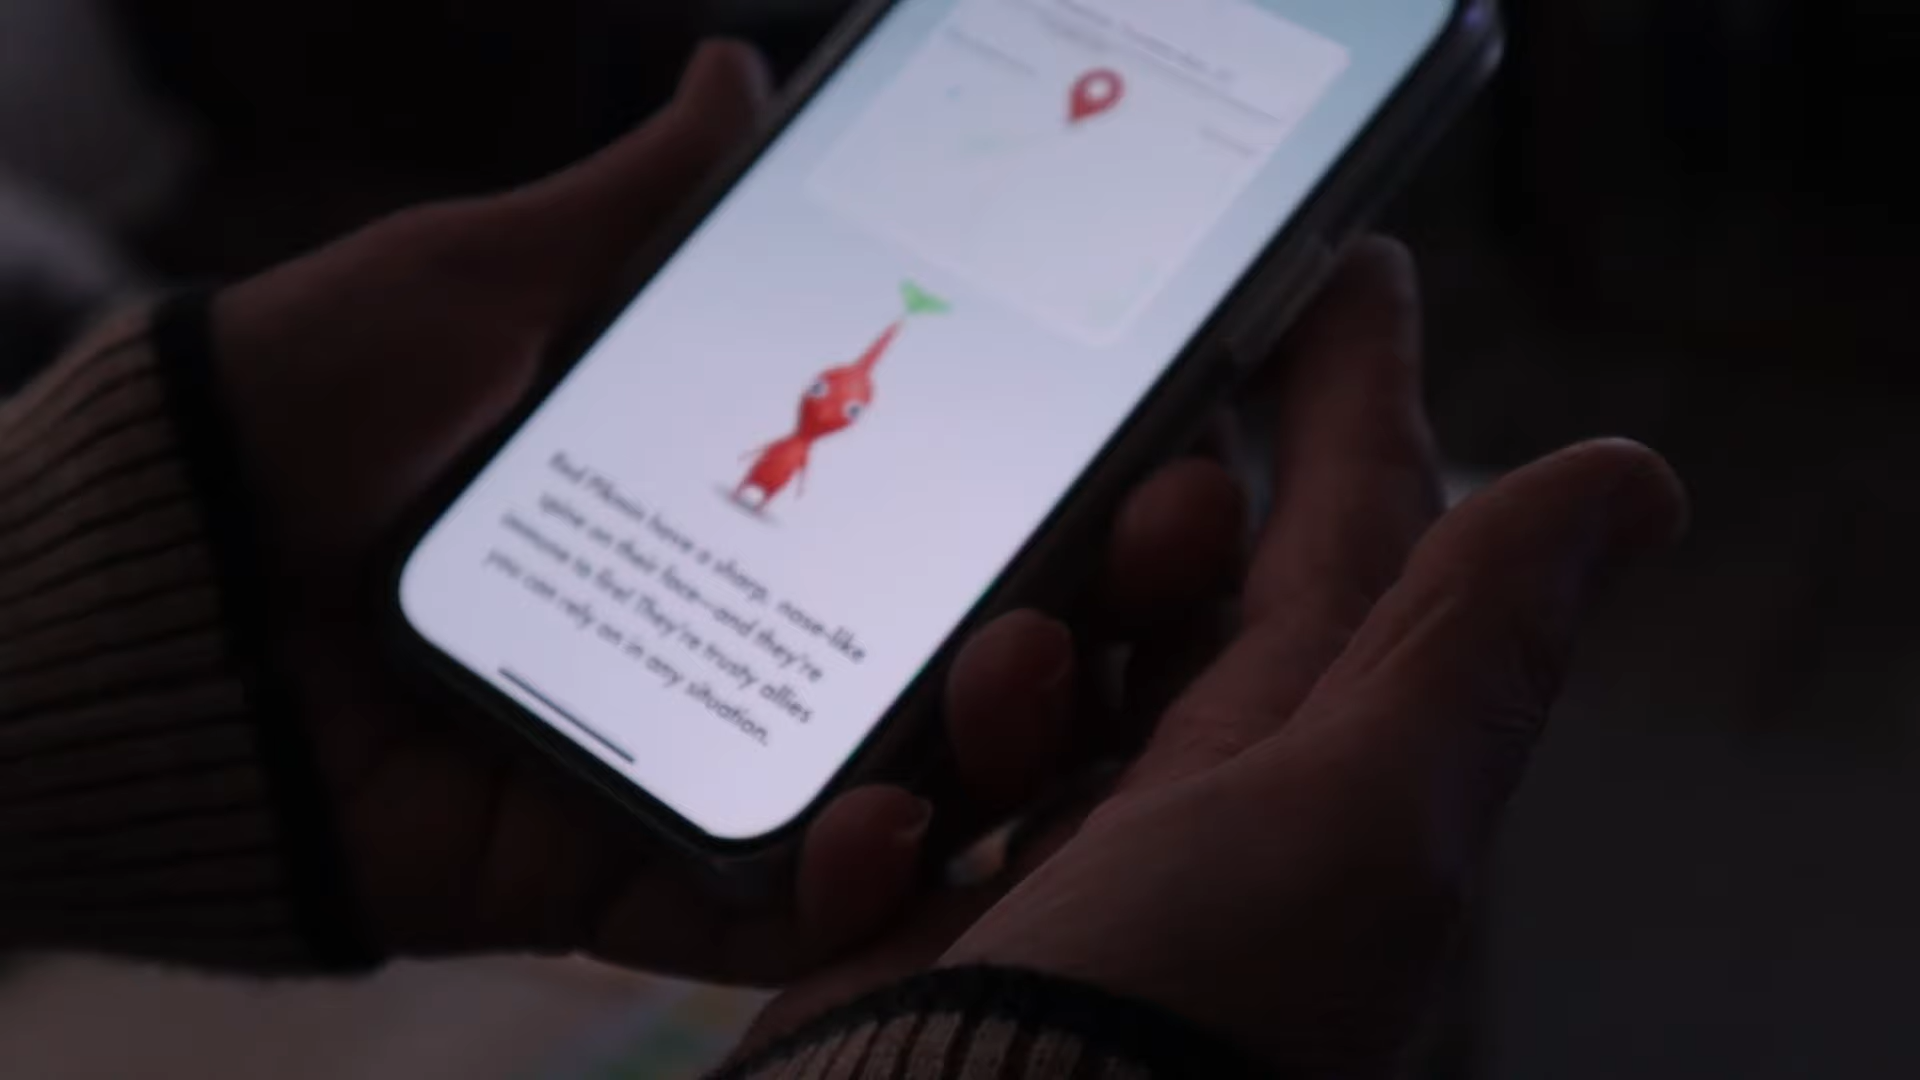 Red Pikmin have a sharp, nose-like
spine on their face—and they're
immune to fire! They're trusty allies
you can rely on in any situation.